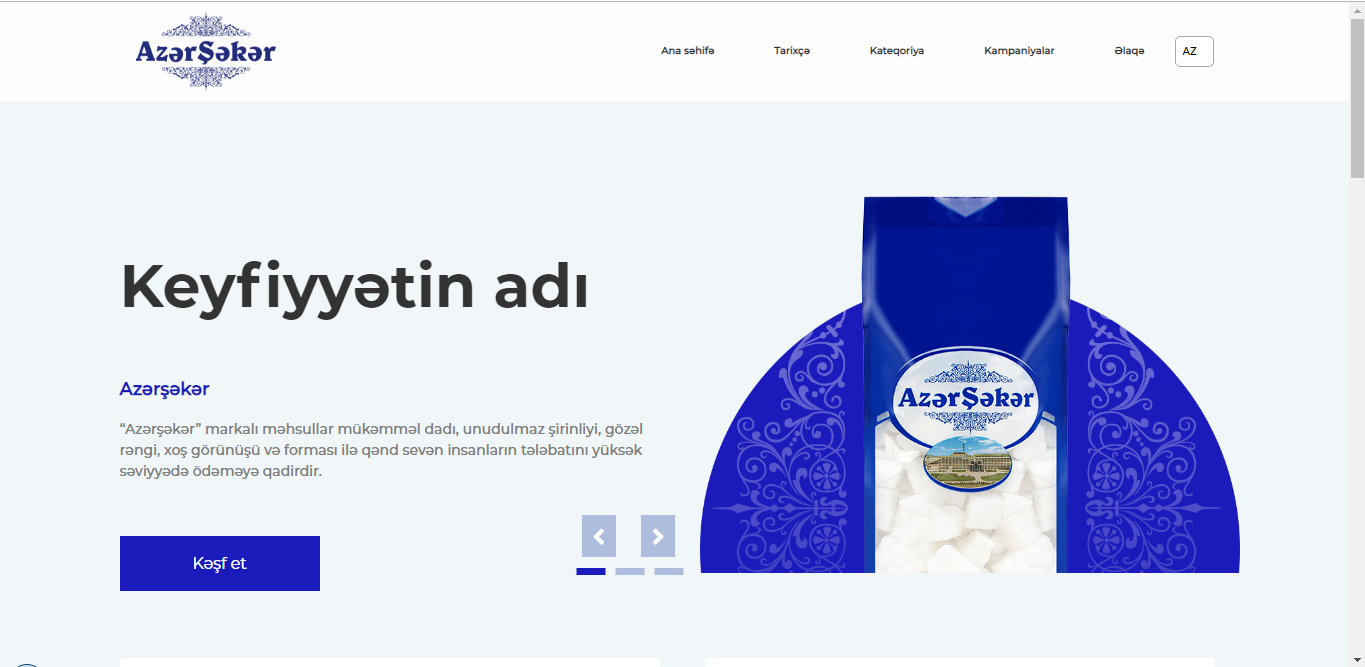 AzərŞəkər
Ana səhifə
Tarixçə
Kateqoriya
Kampaniyalar
Əlaqə
AZ
Keyfiyyətin adı
Azərşəkər
“Azərşəkər” markalı məhsullar mükəmməl dadı, unudulmaz şirinliyi, gözəl
rəngi, xoş görünüşü və forması ilə qənd sevən insanların tələbatını yüksək
səviyyədə ödəməyə qadirdir.
Kəşf et
AzərŞəkər